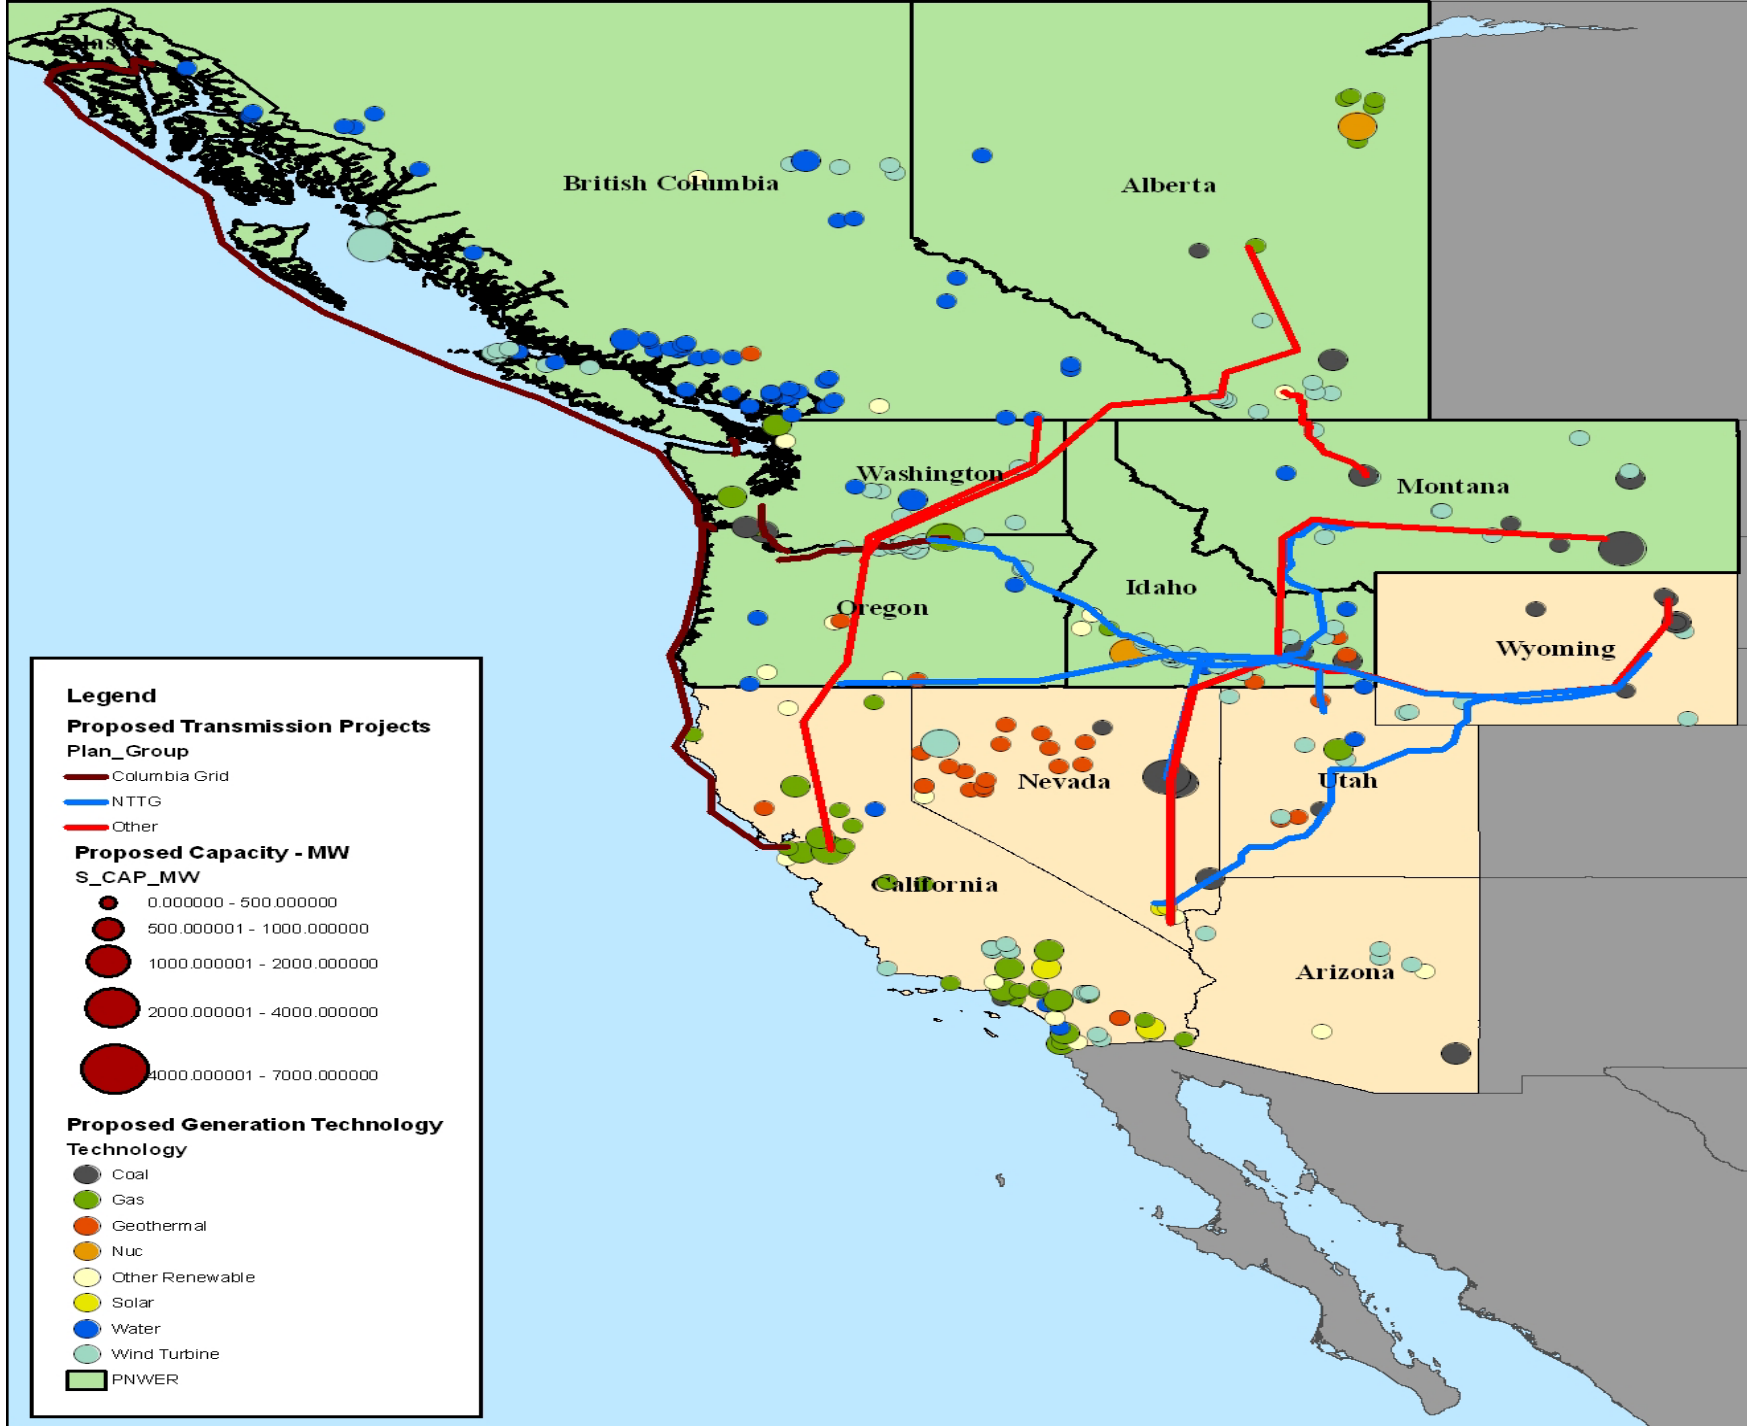 Alaska
British Columbia
Alberta
Washington
Montana
Idaho
Oregon
Wyoming
Nevada
Utah
California
Arizona
Legend
Proposed Transmission Projects
Plan_Group
Columbia Grid
NTTG
Other
Proposed Capacity - MW
S_CAP_MW
0.000000 - 500.000000
500.000001 - 1000.000000
1000.000001 - 2000.000000
2000.000001 - 4000.000000
4000.000001 - 7000.000000
Proposed Generation Technology
Technology
Coal
Gas
Geothermal
Nuc
Other Renewable
Solar
Water
Wind Turbine
PNWER